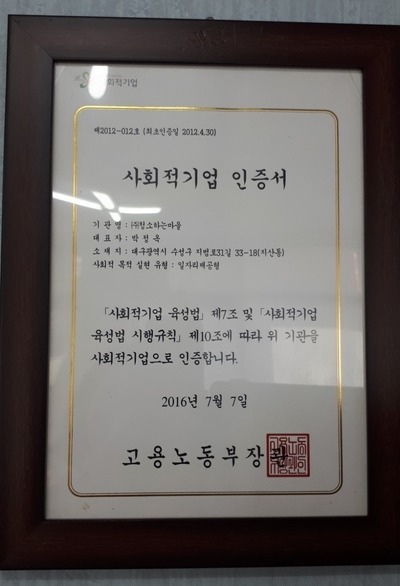 사회적기업
제2012-012호 (최초인증일 2012.4.30)
사회적기업 인증서
기 관 명 : ㈜청소하는마을
대 표 자 : 박 정 옥
소 재 지 : 대구광역시 수성구 지범로31길 33-18(지산동)
사회적 목적 실현 유형 : 일자리제공형
「사회적기업 육성법」 제7조 및 「사회적기업
육성법 시행규칙」 제10조에 따라 위 기관을
사회적기업으로 인증합니다.
2016년 7월 7일
고용노동부장관